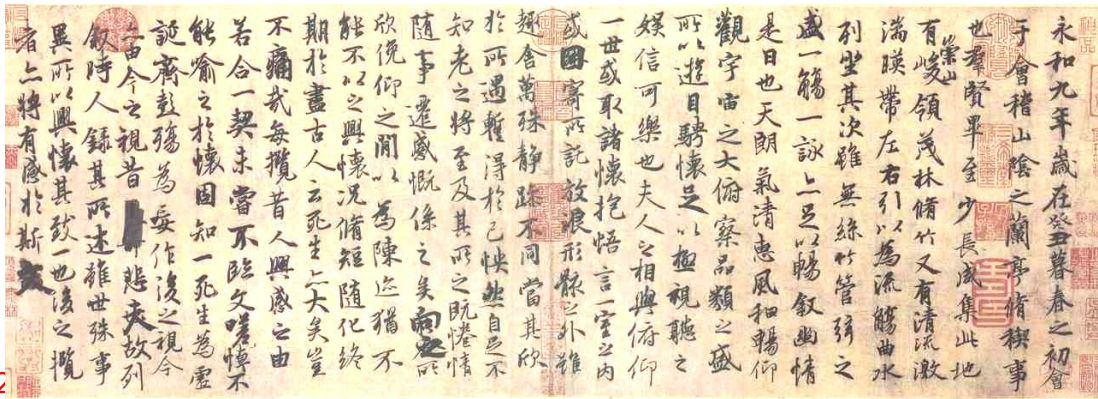 永和九年歲在癸丑暮春之初會
于會稽山陰之蘭亭脩稧事
也羣賢畢至少長咸集此地
有崇山峻領茂林脩竹又有清流激
湍暎帶左右引以為流觴曲水
列坐其次雖無絲竹管弦之
盛一觴一詠亦足以暢敘幽情
是日也天朗氣清惠風和暢仰
觀宇宙之大俯察品類之盛
所以遊目騁懷足以極視聽之
娛信可樂也夫人之相與俯仰
一世或取諸懷抱悟言一室之內
或因寄所託放浪形骸之外雖
趣舍萬殊靜躁不同當其欣
於所遇暫得於己怏然自足不
知老之將至及其所之既惓情
隨事遷感慨係之矣向之所
欣俛仰之閒以為陳迹猶不
能不以之興懷況脩短隨化終
期於盡古人云死生亦大矣豈
不痛哉每攬昔人興感之由
若合一契未嘗不臨文嗟悼不
能喻之於懷固知一死生為虛
誕齊彭殤為妄作後之視今
亦由今之視昔悲夫故列
敘時人錄其所述雖世殊事
異所以興懷其致一也後之攬
者亦將有感於斯文